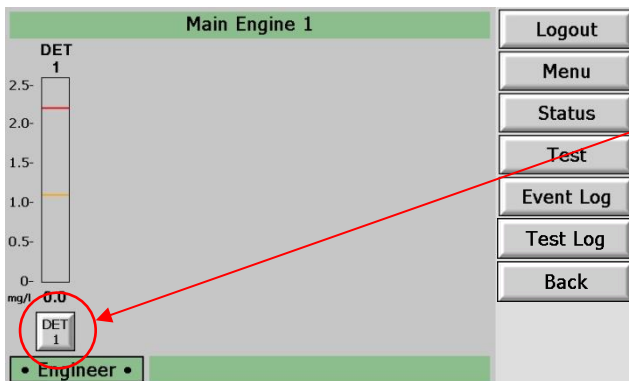 Main Engine 1
DET
1
2.5-
2.0-
1.5-
1.0-
0.5-
0-
mg/l 0.0
DET
1
• Engineer •
Logout
Menu
Status
Test
Event Log
Test Log
Back